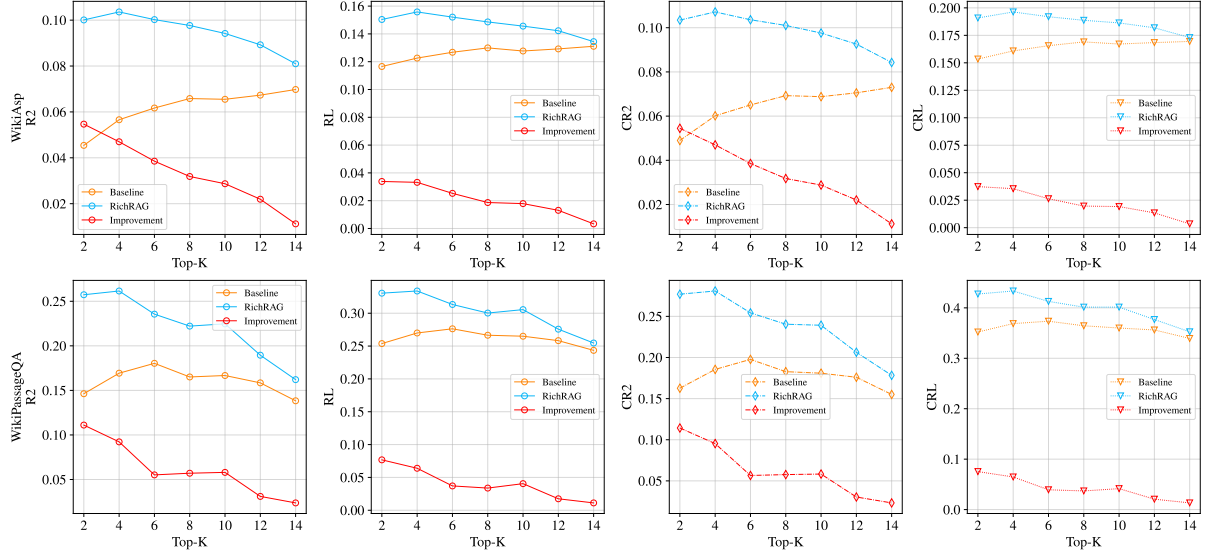 WikiAsp
R2
0.10
0.08
0.06
0.04
0.02
Baseline
RichRAG
Improvement
2 4 6 8 10 12 14
Top-K
RL
0.16
0.14
0.12
0.10
0.08
0.06
0.04
0.02
0.00
Baseline
RichRAG
Improvement
2 4 6 8 10 12 14
Top-K
CR2
0.10
0.08
0.06
0.04
0.02
Baseline
RichRAG
Improvement
2 4 6 8 10 12 14
Top-K
CRL
0.200
0.175
0.150
0.125
0.100
0.075
0.050
0.025
0.000
Baseline
RichRAG
Improvement
2 4 6 8 10 12 14
Top-K
WikiPassageQA
R2
0.25
0.20
0.15
0.10
0.05
Baseline
RichRAG
Improvement
2 4 6 8 10 12 14
Top-K
RL
0.30
0.25
0.20
0.15
0.10
0.05
0.00
Baseline
RichRAG
Improvement
2 4 6 8 10 12 14
Top-K
CR2
0.25
0.20
0.15
0.10
0.05
Baseline
RichRAG
Improvement
2 4 6 8 10 12 14
Top-K
CRL
0.4
0.3
0.2
0.1
0.0
Baseline
RichRAG
Improvement
2 4 6 8 10 12 14
Top-K